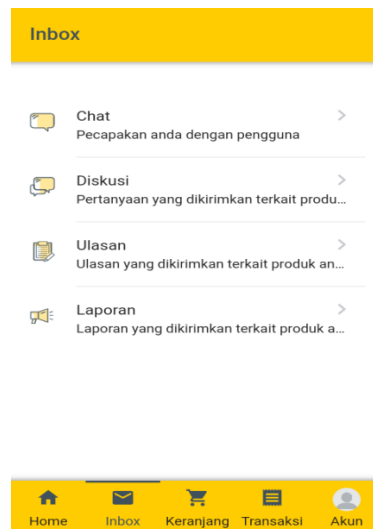 Inbox
Chat
Pecapakan anda dengan pengguna
Diskusi
Pertanyaan yang dikirimkan terkait produ...
Ulasan
Ulasan yang dikirimkan terkait produk an...
Laporan
Laporan yang dikirimkan terkait produk a...
Home Inbox Keranjang Transaksi Akun